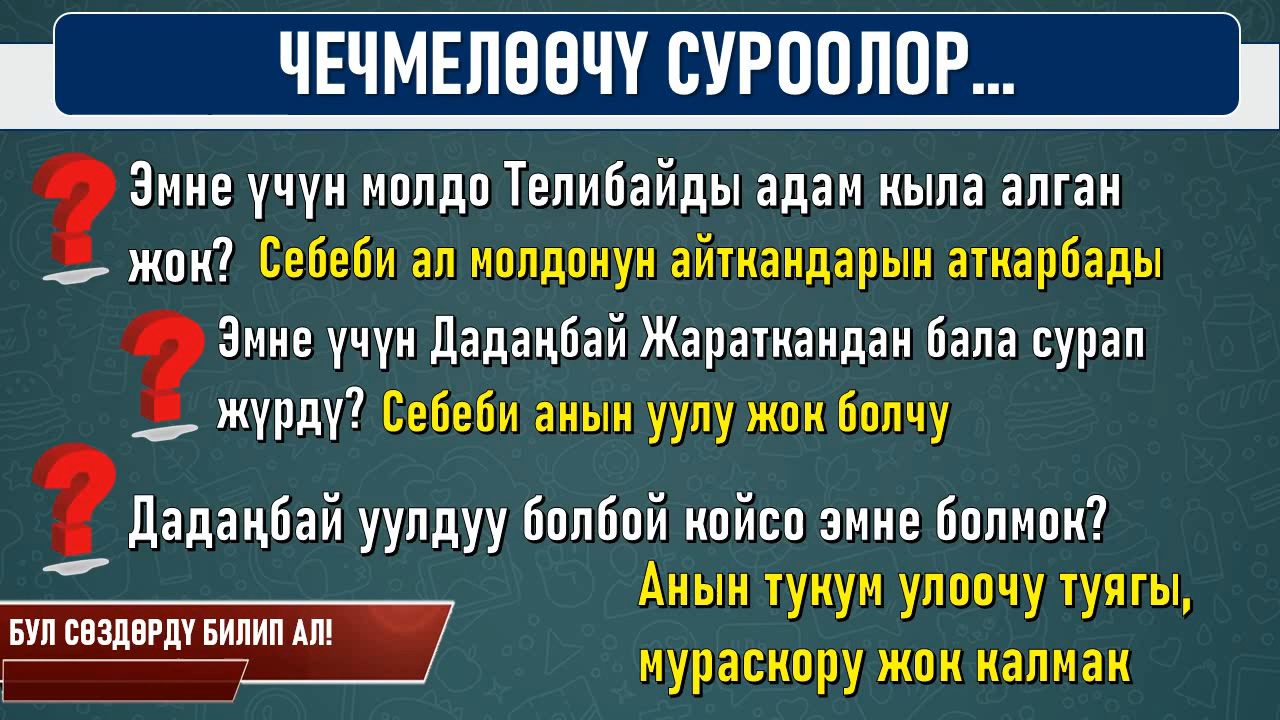 ЧЕЧМЕЛӨӨЧҮ СУРООЛОР...
Эмне үчүн молдо Телибайды адам кыла алган
жок? Себеби ал молдонун айткандарын аткарбады
Эмне үчүн Дадаңбай Жараткандан бала сурап
жүрдү? Себеби анын уулу жок болчу
Дадаңбай уулдуу болбой койсо эмне болмок?
Анын тукум улоочу туягы,
мураскору жок калмак
БУЛ СӨЗДӨРДҮ БИЛИП АЛ!